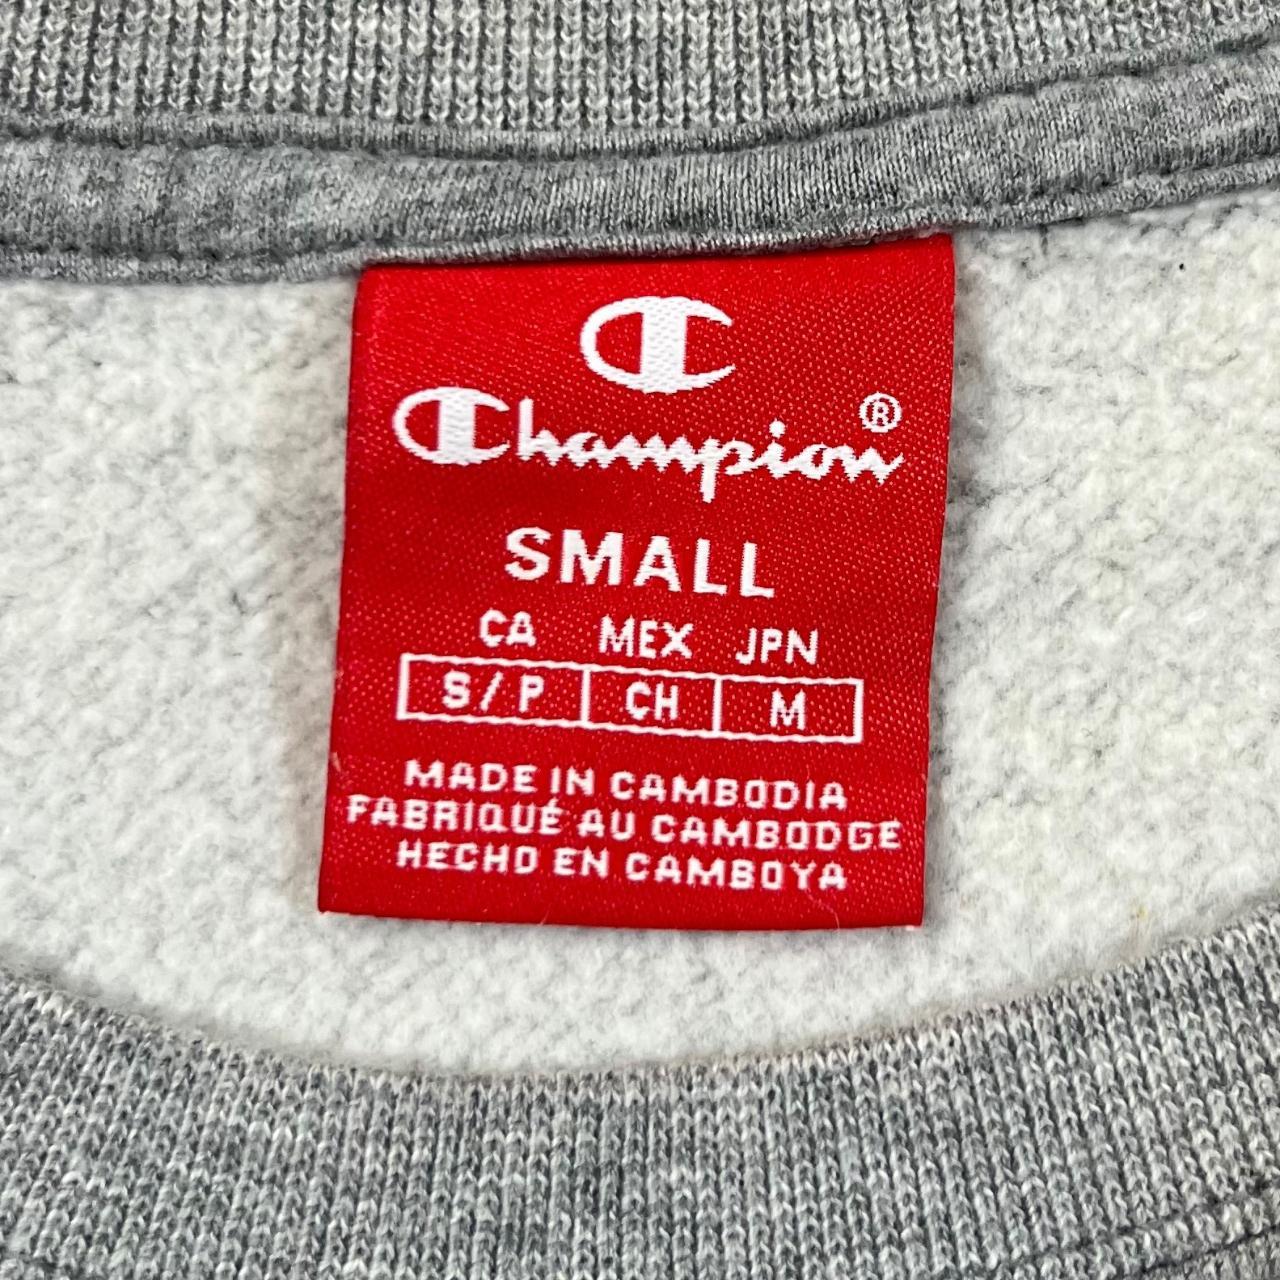 Champion®
SMALL
CA MEX JPN
S/P CH M
MADE IN CAMBODIA
FABRIQUÉ AU CAMBODGE
HECHO EN CAMBOYA